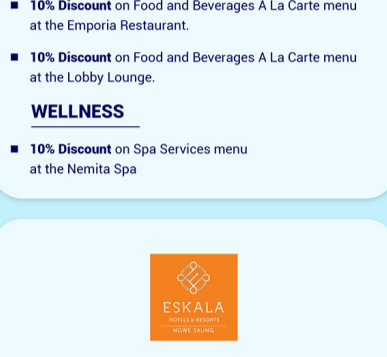 10% Discount on Food and Beverages A La Carte menu
at the Emporia Restaurant.
10% Discount on Food and Beverages A La Carte menu
at the Lobby Lounge.
WELLNESS
10% Discount on Spa Services menu
at the Nemita Spa
ESKALA
HOTELS & RESORTS
NGWE SAUNG